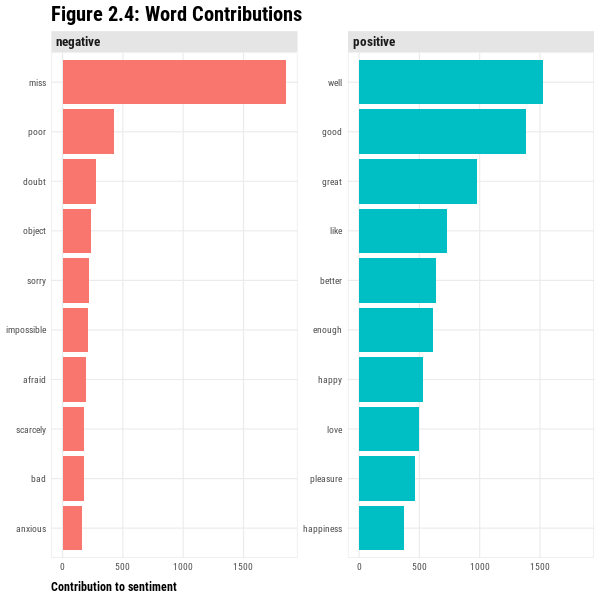 Figure 2.4: Word Contributions
negative
miss
poor
doubt
object
sorry
impossible
afraid
scarcely
bad
anxious
0 500 1000 1500
positive
well
good
great
like
better
enough
happy
love
pleasure
happiness
0 500 1000 1500
Contribution to sentiment